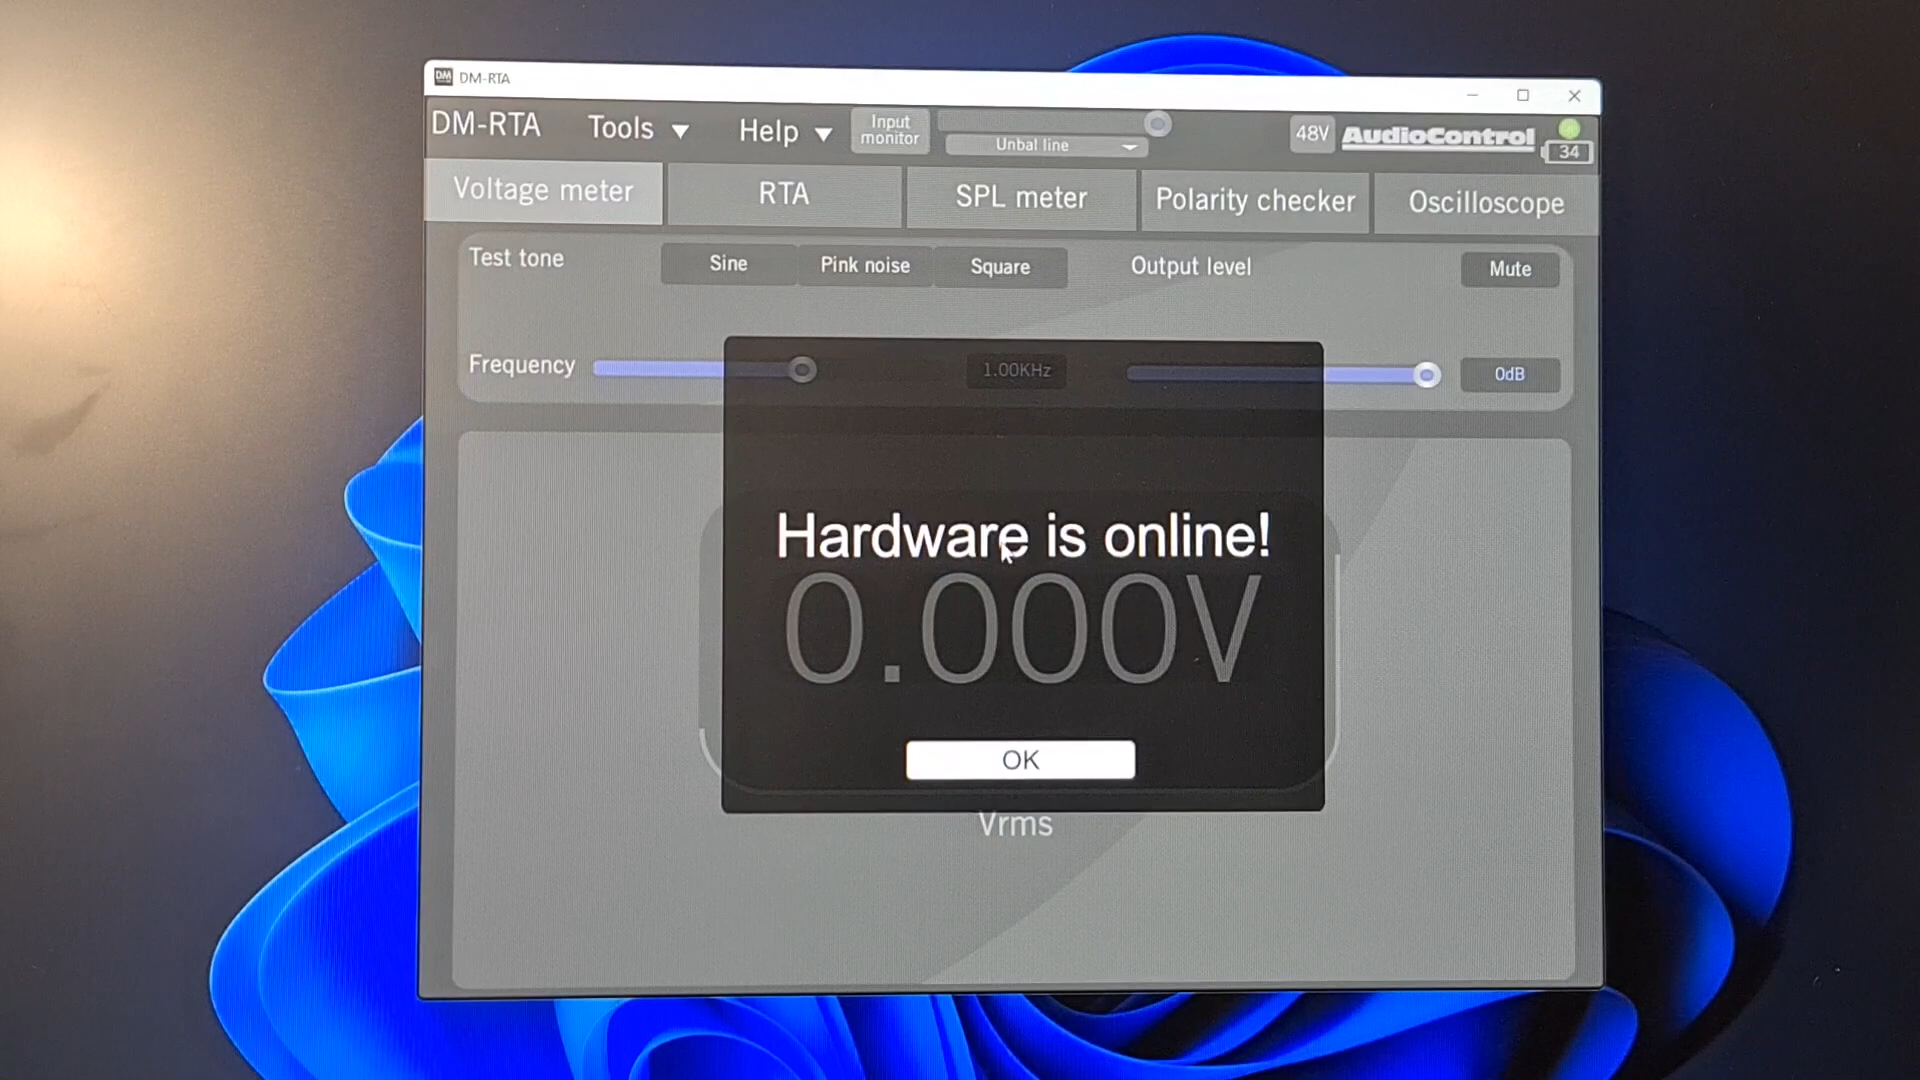 DM DM-RTA
DM-RTA Tools Help Input monitor Unbal line 48V AudioControl 34
Voltage meter RTA SPL meter Polarity checker Oscilloscope
Test tone Sine Pink noise Square Output level Mute
Frequency 1.00KHz 0dB
Hardware is online!
0.000V
OK
Vrms